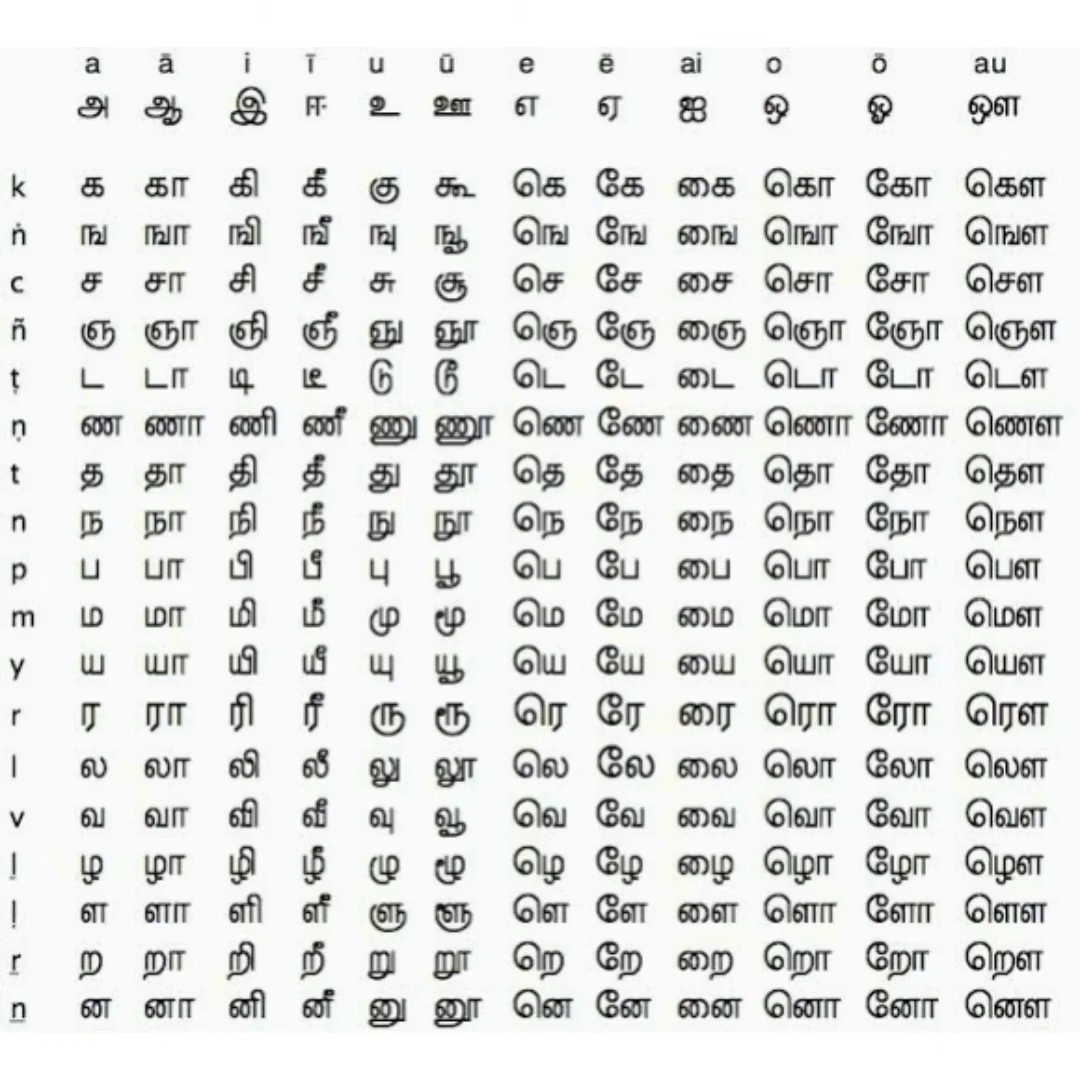 a ā i ī u ū e ē ai o ō au
அ ஆ இ ஈ உ ஊ எ ஏ ஐ ஒ ஓ ஔ
k க கா கி கீ கு கூ கெ கே கை கொ கோ கௌ
ṅ ங ஙா ஙி ஙீ ஙு ஙூ ஙெ ஙே ஙை ஙொ ஙோ ஙௌ
c ச சா சி சீ சு சூ செ சே சை சொ சோ சௌ
ñ ஞ ஞா ஞி ஞீ ஞு ஞூ ஞெ ஞே ஞை ஞொ ஞோ ஞௌ
ṭ ட டா டி டீ டு டூ டெ டே டை டொ டோ டௌ
ṇ ண ணா ணி ணீ ணு ணூ ணெ ணே ணை ணொ ணோ ணௌ
t த தா தி தீ து தூ தெ தே தை தொ தோ தௌ
n ந நா நி நீ நு நூ நெ நே நை நொ நோ நௌ
p ப பா பி பீ பு பூ பெ பே பை பொ போ பௌ
m ம மா மி மீ மு மூ மெ மே மை மொ மோ மௌ
y ய யா யி யீ யு யூ யெ யே யை யொ யோ யௌ
r ர ரா ரி ரீ ரு ரூ ரெ ரே ரை ரொ ரோ ரௌ
l ல லா லி லீ லு லூ லெ லே லை லொ லோ லௌ
v வ வா வி வீ வு வூ வெ வே வை வொ வோ வௌ
ḻ ழ ழா ழி ழீ ழு ழூ ழெ ழே ழை ழொ ழோ ழௌ
ḷ ள ளா ளி ளீ ளு ளூ ளெ ளே ளை ளொ ளோ ளௌ
ṟ ற றா றி றீ று றூ றெ றே றை றொ றோ றௌ
ṉ ன னா னி னீ னு னூ னெ னே னை னொ னோ னௌ